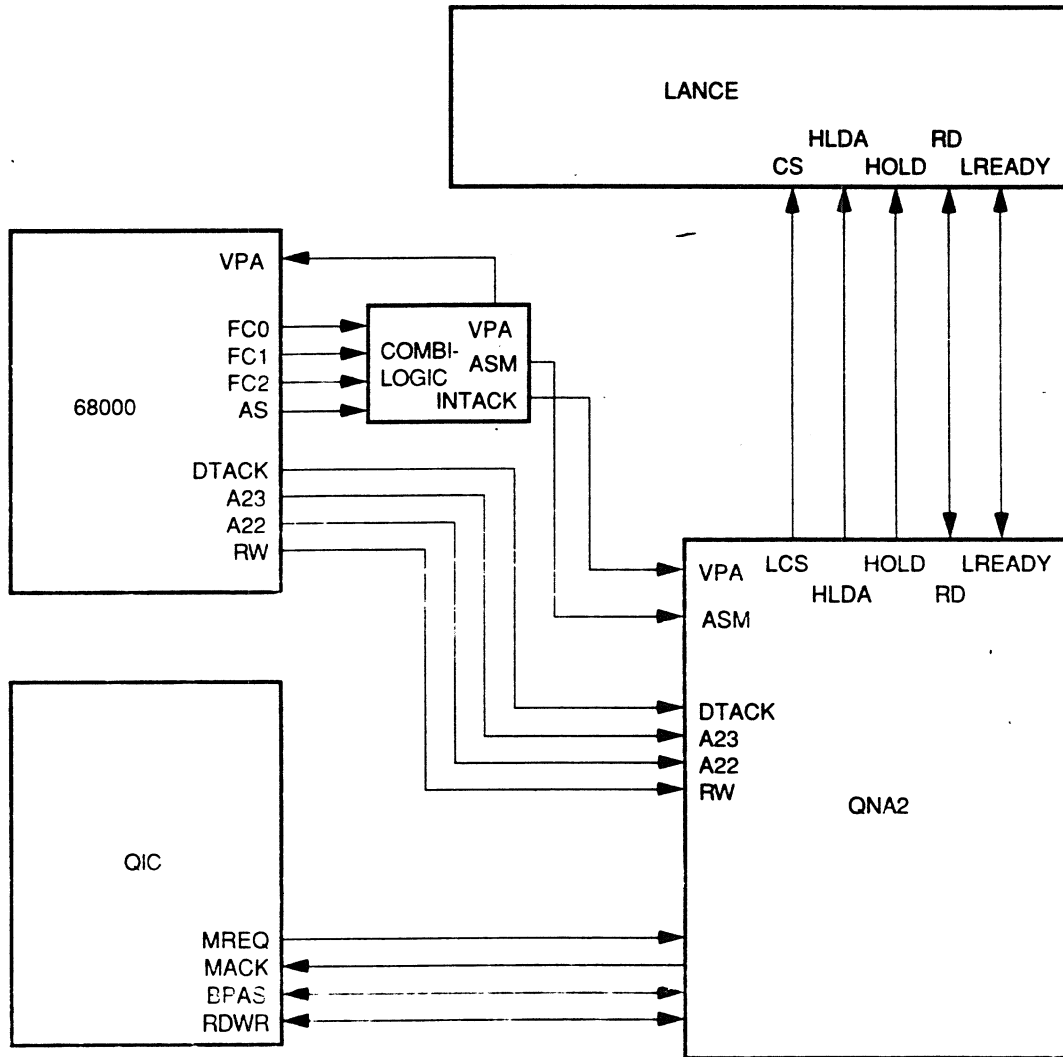 LANCE
HLDA RD
CS HOLD LREADY
68000
VPA
FC0
FC1
FC2
AS
DTACK
A23
A22
RW
COMBI-
LOGIC
VPA
ASM
INTACK
LCS HOLD LREADY
HLDA RD
VPA
ASM
DTACK
A23
A22
RW
QNA2
QIC
MREQ
MACK
BPAS
RDWR